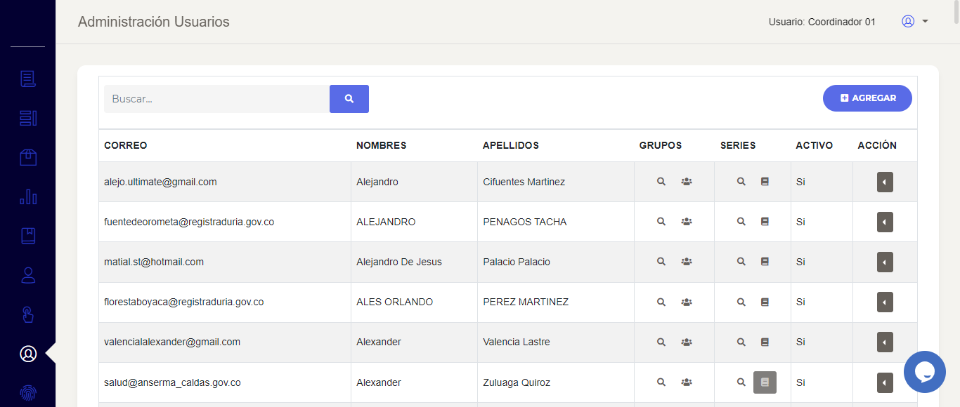 Administración Usuarios
Usuario: Coordinador 01
Buscar...
AGREGAR
CORREO NOMBRES APELLIDOS GRUPOS SERIES ACTIVO ACCIÓN
alejo.ultimate@gmail.com Alejandro Cifuentes Martinez Si
fuentedeorometa@registraduria.gov.co ALEJANDRO PENAGOS TACHA Si
matial.st@hotmail.com Alejandro De Jesus Palacio Palacio Si
florestaboyaca@registraduria.gov.co ALES ORLANDO PEREZ MARTINEZ Si
valencialalexander@gmail.com Alexander Valencia Lastre Si
salud@anserma_caldas.gov.co Alexander Zuluaga Quiroz Si